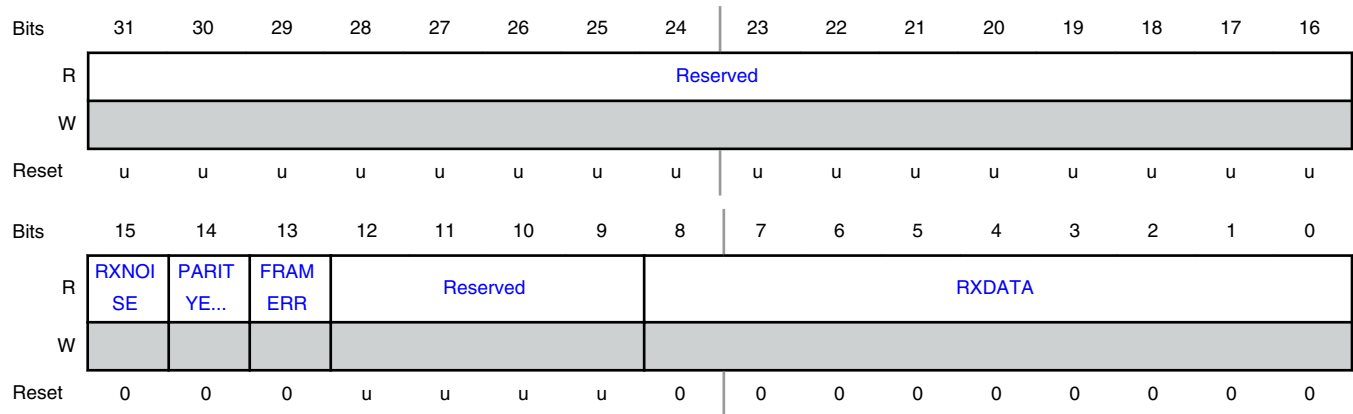 Bits 31 30 29 28 27 26 25 24 23 22 21 20 19 18 17 16
R Reserved
W
Reset u u u u u u u u u u u u u u u u
Bits 15 14 13 12 11 10 9 8 7 6 5 4 3 2 1 0
RXNOI PARIT FRAM
R Reserved RXDATA
SE YE... ERR
W
Reset 0 0 0 u u u u 0 0 0 0 0 0 0 0 0